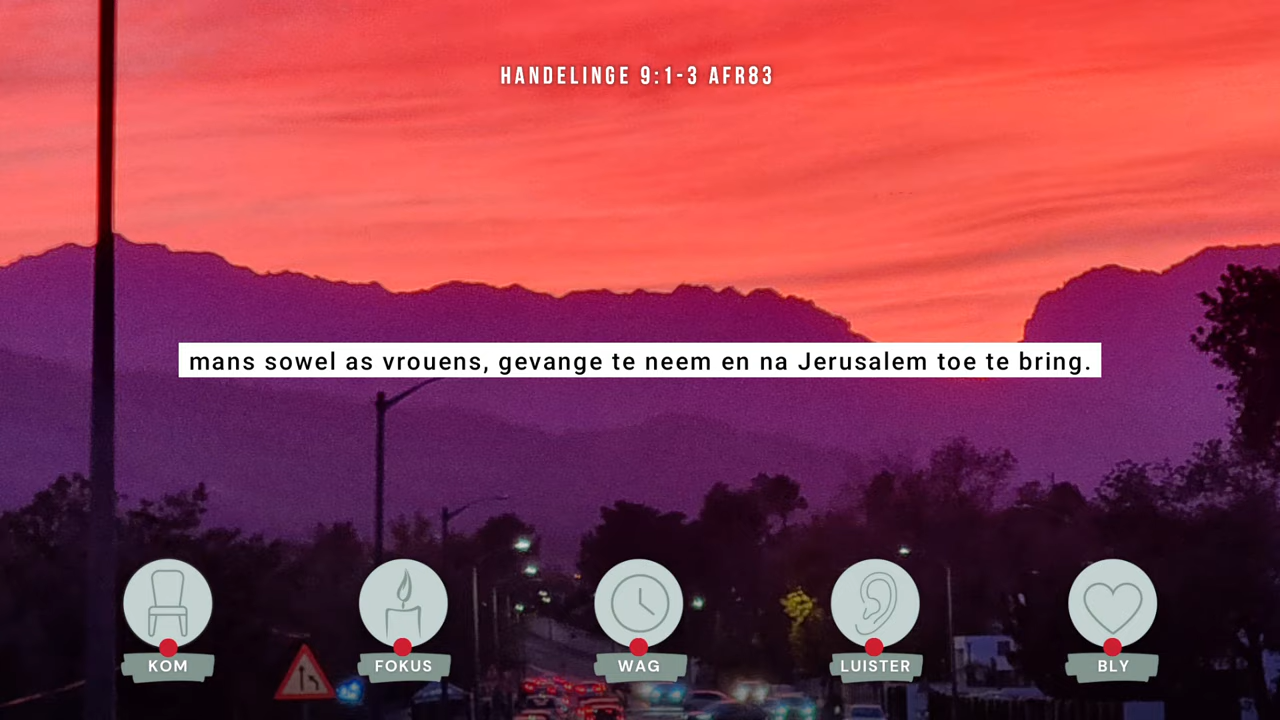 HANDELINGE 9:1-3 AFR83
mans sowel as vrouens, gevange te neem en na Jerusalem toe te bring.
KOM
FOKUS
WAG
LUISTER
BLY